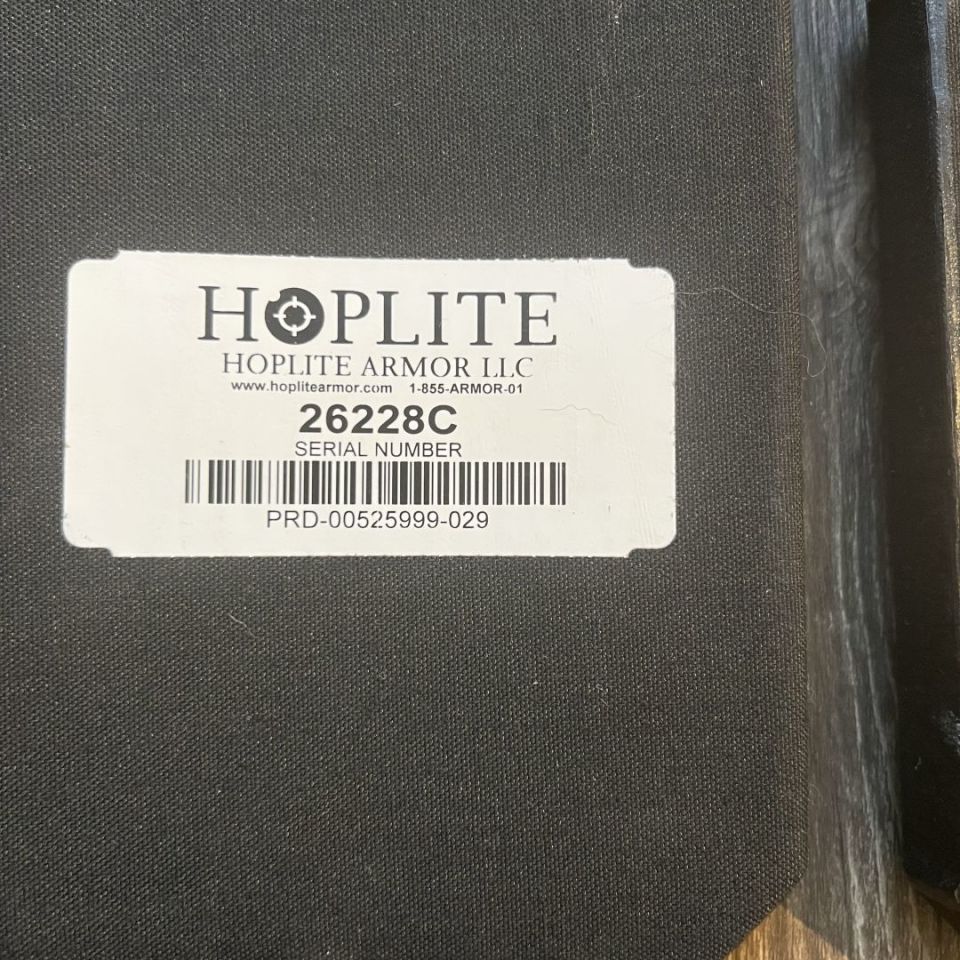 HOPLITE
HOPLITE ARMOR LLC
www.hoplitearmor.com 1-855-ARMOR-01
26228C
SERIAL NUMBER
PRD-00525999-029